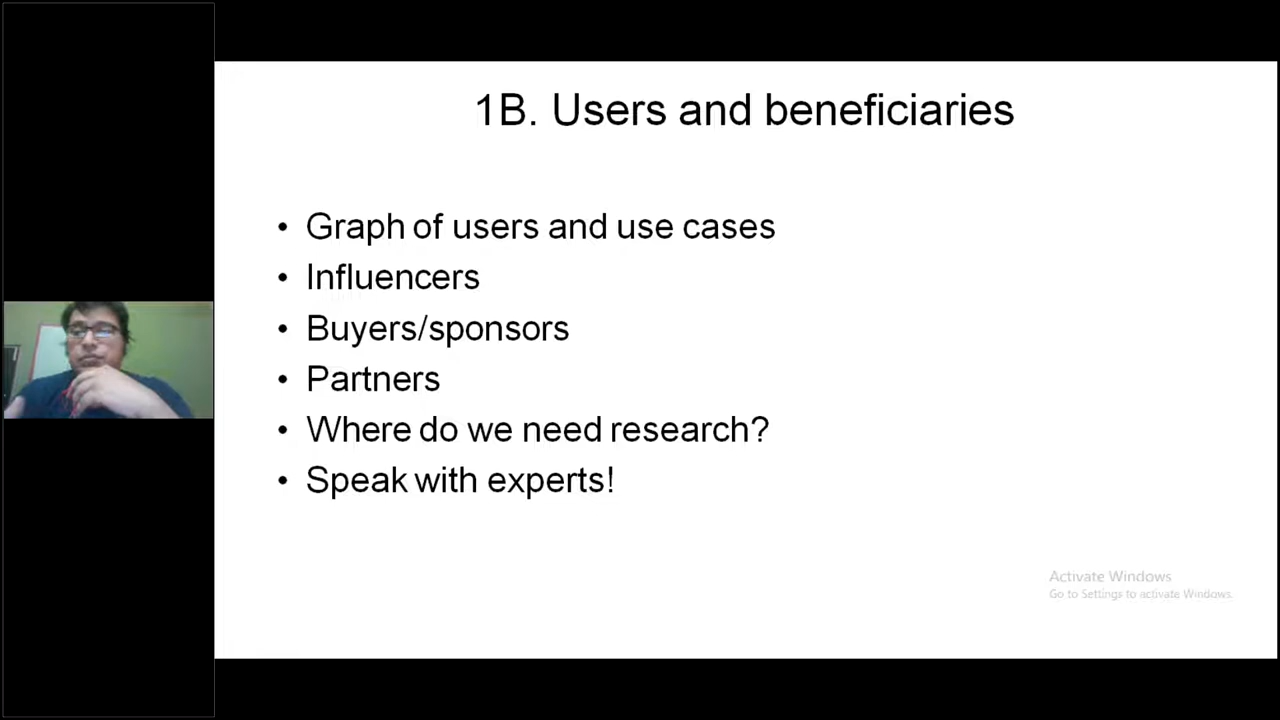 1B. Users and beneficiaries
• Graph of users and use cases
• Influencers
• Buyers/sponsors
• Partners
• Where do we need research?
• Speak with experts!
Activate Windows
Go to Settings to activate Windows.